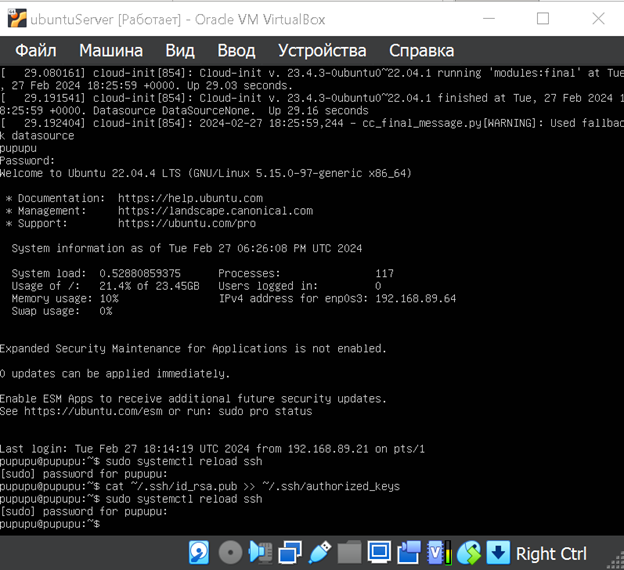 ubuntuServer [Работает] - Oracle VM VirtualBox
Файл Машина Вид Ввод Устройства Справка
[   29.080161] cloud-init[854]: Cloud-init v. 23.4.3-0ubuntu0~22.04.1 running 'modules:final' at Tue
, 27 Feb 2024 18:25:59 +0000. Up 29.03 seconds.
[   29.191541] cloud-init[854]: Cloud-init v. 23.4.3-0ubuntu0~22.04.1 finished at Tue, 27 Feb 2024 1
8:25:59 +0000. Datasource DataSourceNone.  Up 29.16 seconds
[   29.192404] cloud-init[854]: 2024-02-27 18:25:59,244 - cc_final_message.py[WARNING]: Used fallbac
k datasource
pupupu
Password:
Welcome to Ubuntu 22.04.4 LTS (GNU/Linux 5.15.0-97-generic x86_64)
 * Documentation:  https://help.ubuntu.com
 * Management:     https://landscape.canonical.com
 * Support:        https://ubuntu.com/pro
  System information as of Tue Feb 27 06:26:08 PM UTC 2024
  System load:  0.52880859375     Processes:               117
  Usage of /:   21.4% of 23.45GB  Users logged in:         0
  Memory usage: 10%               IPv4 address for enp0s3: 192.168.89.64
  Swap usage:   0%
Expanded Security Maintenance for Applications is not enabled.
0 updates can be applied immediately.
Enable ESM Apps to receive additional future security updates.
See https://ubuntu.com/esm or run: sudo pro status
Last login: Tue Feb 27 18:14:19 UTC 2024 from 192.168.89.21 on pts/1
pupupu@pupupu:~$ sudo systemctl reload ssh
[sudo] password for pupupu:
pupupu@pupupu:~$ cat ~/.ssh/id_rsa.pub >> ~/.ssh/authorized_keys
pupupu@pupupu:~$ sudo systemctl reload ssh
[sudo] password for pupupu:
pupupu@pupupu:~$
Right Ctrl